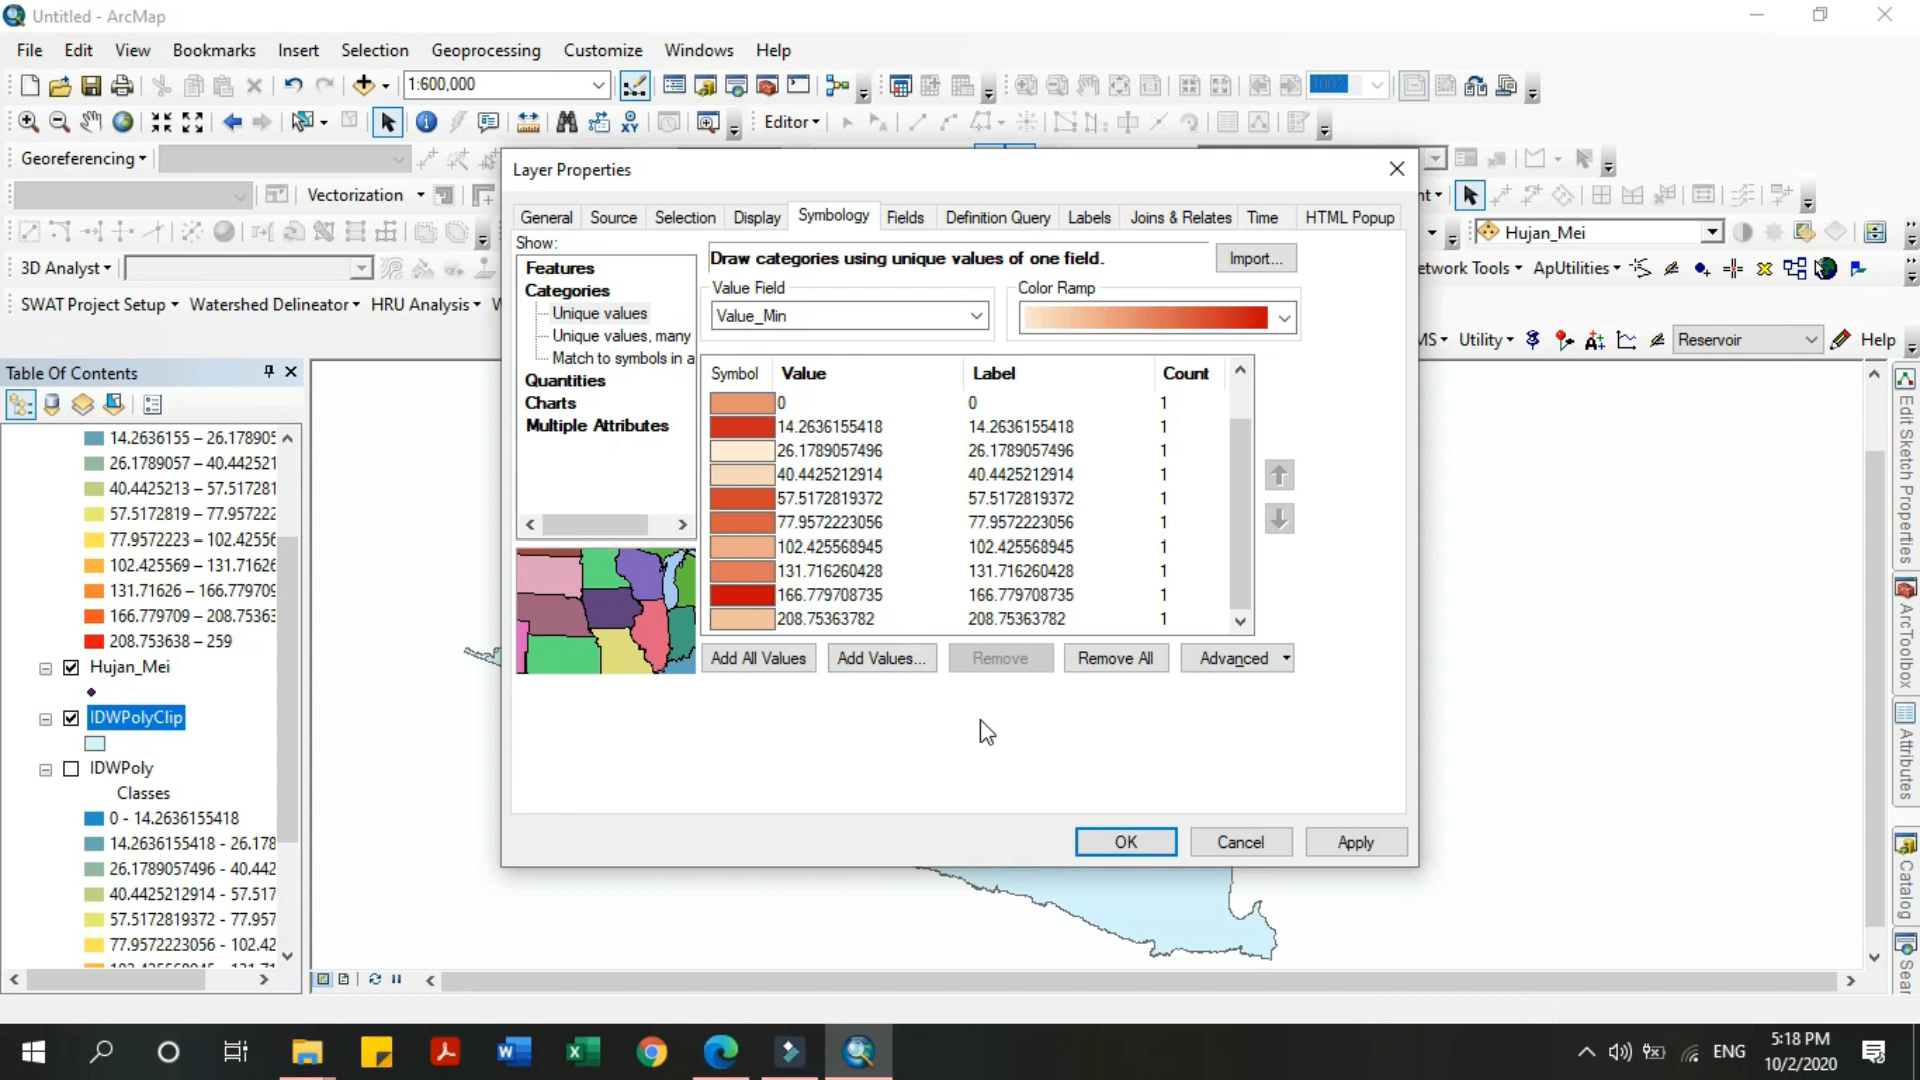 Untitled - ArcMap
File Edit View Bookmarks Insert Selection Geoprocessing Customize Windows Help
1:600,000
100%
Editor
Georeferencing
Vectorization
3D Analyst
SWAT Project Setup Watershed Delineator HRU Analysis
Hujan_Mei
etwork Tools ApUtilities
Utility Reservoir Help
Table Of Contents
14.2636155 – 26.178905
26.1789057 – 40.442521
40.4425213 – 57.517281
57.5172819 – 77.957222
77.9572223 – 102.42556
102.425569 – 131.71626
131.71626 – 166.779709
166.779709 – 208.75363
208.753638 – 259
Hujan_Mei
IDWPolyClip
IDWPoly
Classes
0 - 14.2636155418
14.2636155418 - 26.178
26.1789057496 - 40.442
40.4425212914 - 57.517
57.5172819372 - 77.957
77.9572223056 - 102.42
Layer Properties
General Source Selection Display Symbology Fields Definition Query Labels Joins & Relates Time HTML Popup
Show:
Features
Categories
Unique values
Unique values, many
Match to symbols in a
Quantities
Charts
Multiple Attributes
Draw categories using unique values of one field.
Import...
Value Field
Value_Min
Color Ramp
Symbol Value Label Count
0 0 1
14.2636155418 14.2636155418 1
26.1789057496 26.1789057496 1
40.4425212914 40.4425212914 1
57.5172819372 57.5172819372 1
77.9572223056 77.9572223056 1
102.425568945 102.425568945 1
131.716260428 131.716260428 1
166.779708735 166.779708735 1
208.75363782 208.75363782 1
Add All Values Add Values... Remove Remove All Advanced
OK Cancel Apply
Edit Sketch Properties
ArcToolbox
Attributes
Catalog
Sear
ENG
5:18 PM
10/2/2020